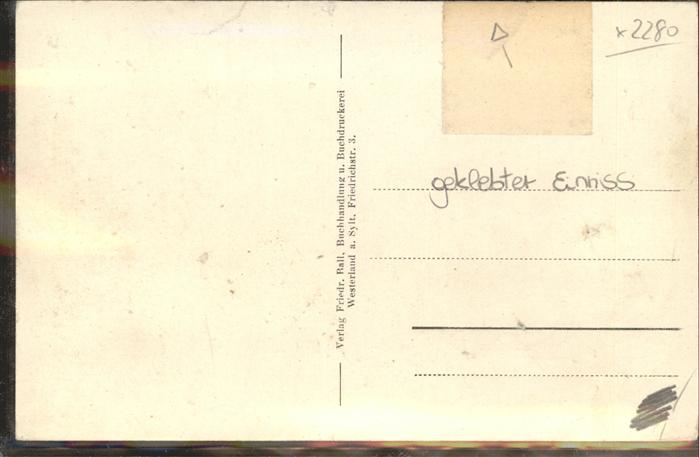 x2280
geklebter Einriss
Verlag Friedr. Ball, Buchhandlung u. Buchdruckerei
Westerland a. Sylt, Friedrichstr. 3.